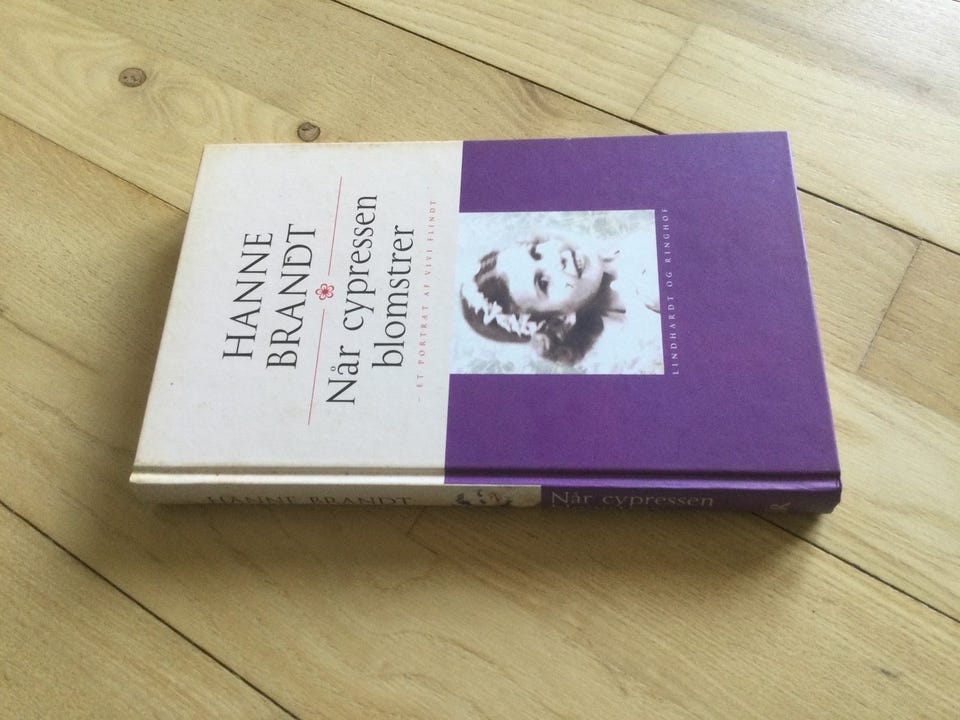 HANNE
BRANDT
Når cypressen
blomstrer
– ET PORTRÆT AF VIVI FLINDT
LINDHARDT OG RINGHOF
HANNE BRANDT
Når cypressen